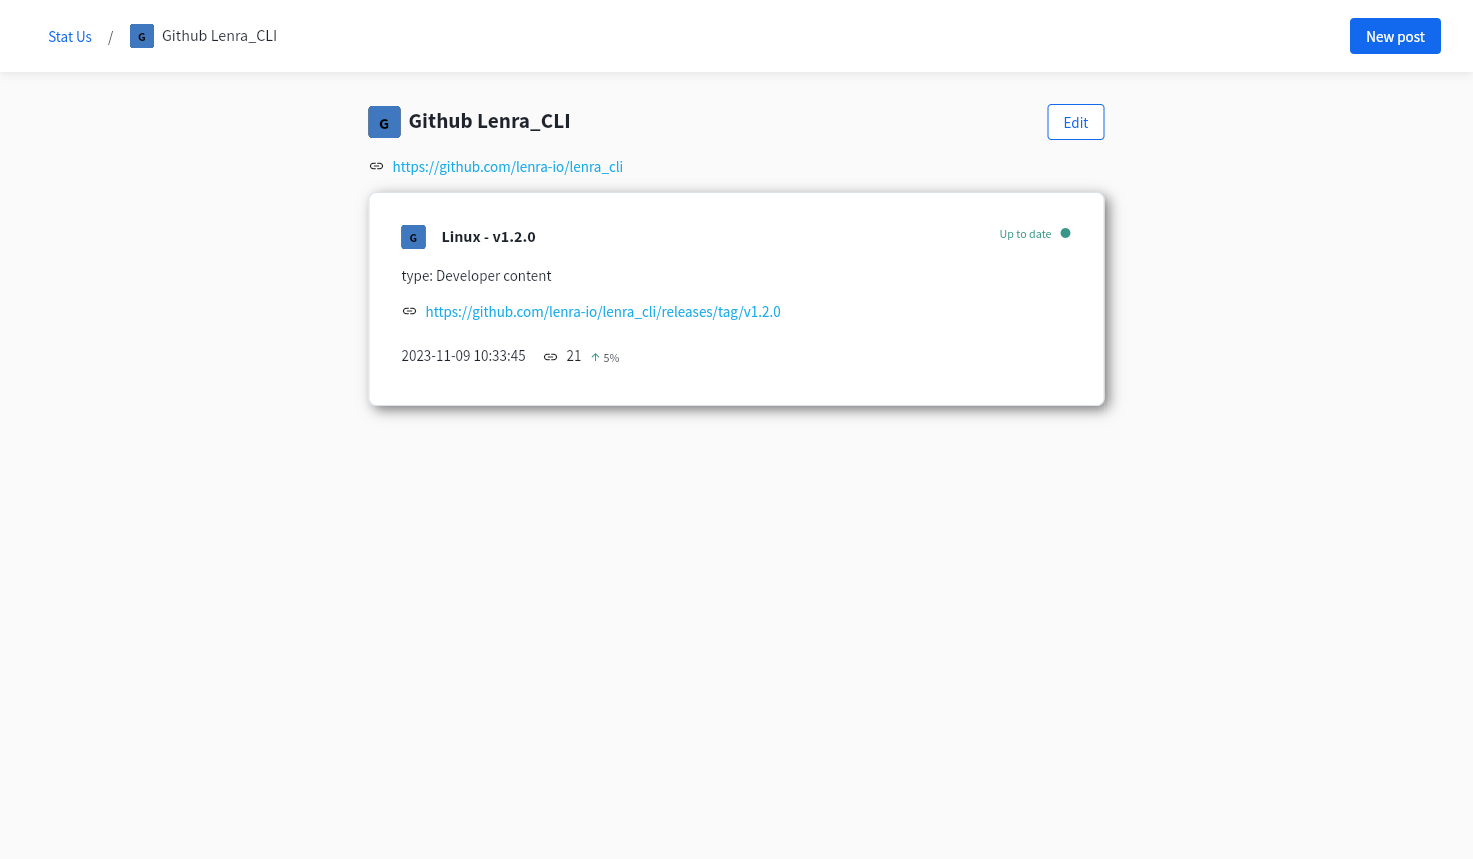 Stat Us / G Github Lenra_CLI New post
G Github Lenra_CLI Edit
https://github.com/lenra-io/lenra_cli
G Linux - v1.2.0 Up to date
type: Developer content
https://github.com/lenra-io/lenra_cli/releases/tag/v1.2.0
2023-11-09 10:33:45 21 ↑ 5%